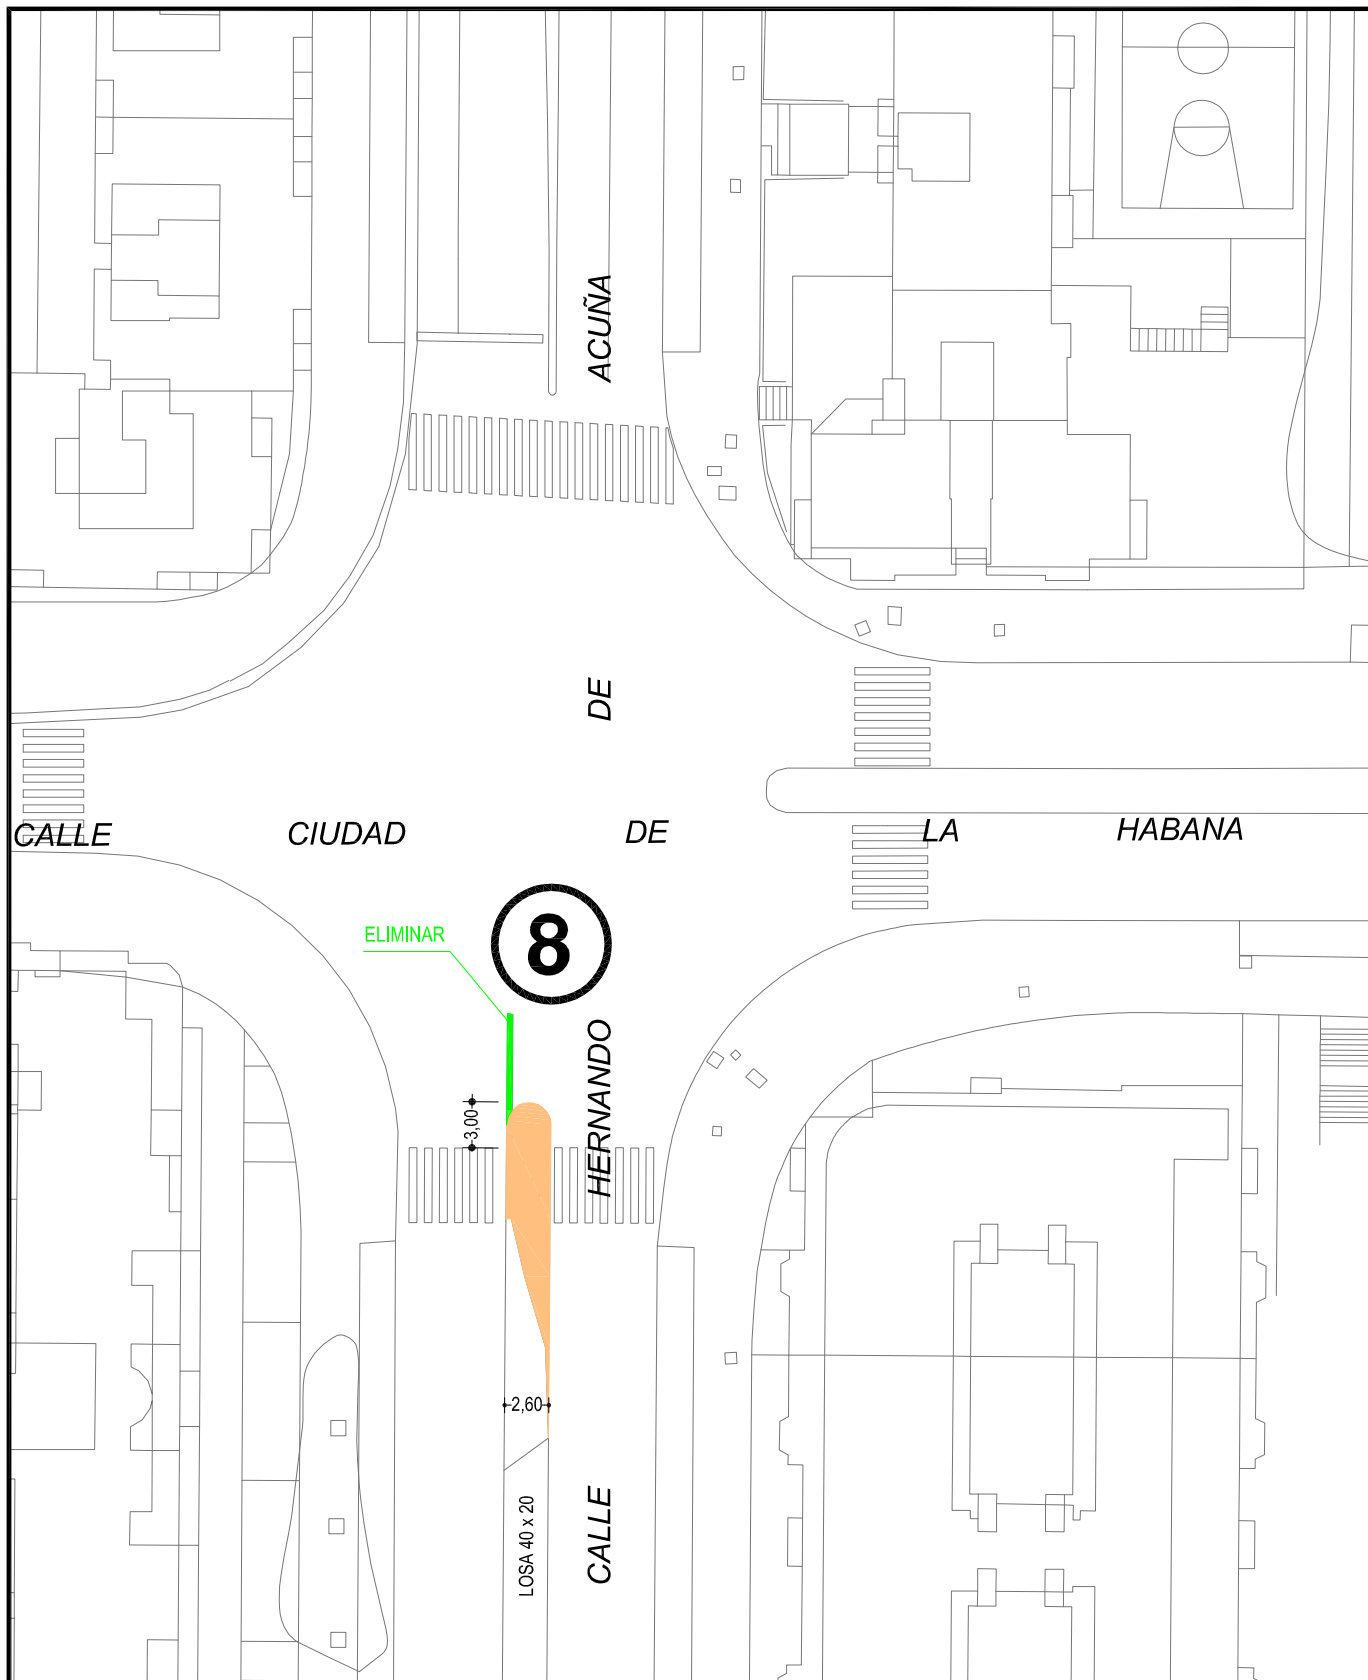 CALLE HERNANDO DE ACUÑA
CALLE CIUDAD DE LA HABANA
8
ELIMINAR
3,00
2,60
LOSA 40 x 20